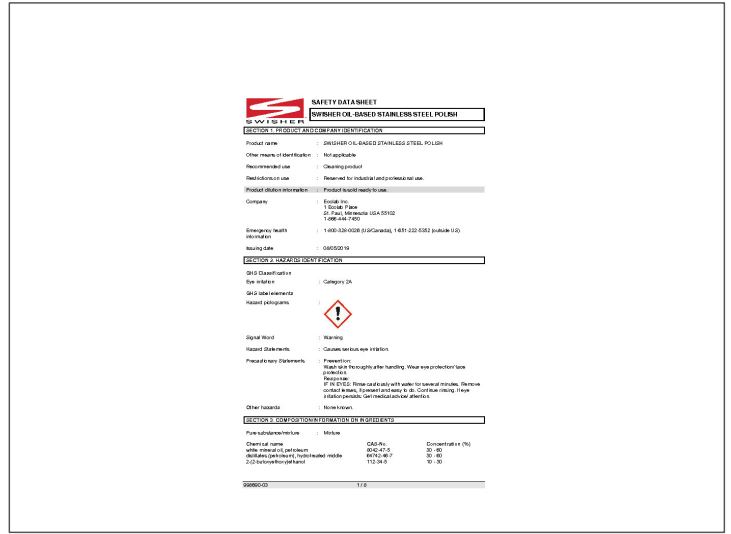 SAFETY DATA SHEET
SWISHER OIL-BASED STAINLESS STEEL POLISH
SWISHER
SECTION 1. PRODUCT AND COMPANY IDENTIFICATION
Product name : SWISHER OIL-BASED STAINLESS STEEL POLISH
Other means of identification : Not applicable
Recommended use : Cleaning product
Restrictions on use : Reserved for industrial and professional use.
Product dilution information : Product is sold ready to use.
Company : Ecolab Inc.
1 Ecolab Place
St. Paul, Minnesota USA 55102
1-866-444-7450
Emergency health information : 1-800-328-0026 (US/Canada), 1-651-222-5352 (outside US)
Issuing date : 08/05/2019
SECTION 2. HAZARDS IDENTIFICATION
GHS Classification
Eye irritation : Category 2A
GHS label elements
Hazard pictograms :
Signal Word : Warning
Hazard Statements : Causes serious eye irritation.
Precautionary Statements : Prevention:
Wash skin thoroughly after handling. Wear eye protection/ face
protection.
Response:
IF IN EYES: Rinse cautiously with water for several minutes. Remove
contact lenses, if present and easy to do. Continue rinsing. If eye
irritation persists: Get medical advice/ attention.
Other hazards : None known.
SECTION 3. COMPOSITION/INFORMATION ON INGREDIENTS
Pure substance/mixture : Mixture
Chemical name CAS-No. Concentration (%)
white mineral oil, petroleum 8042-47-5 30 - 60
distillates (petroleum), hydrotreated middle 64742-46-7 30 - 60
2-(2-butoxyethoxy)ethanol 112-34-5 10 - 30
1 / 8